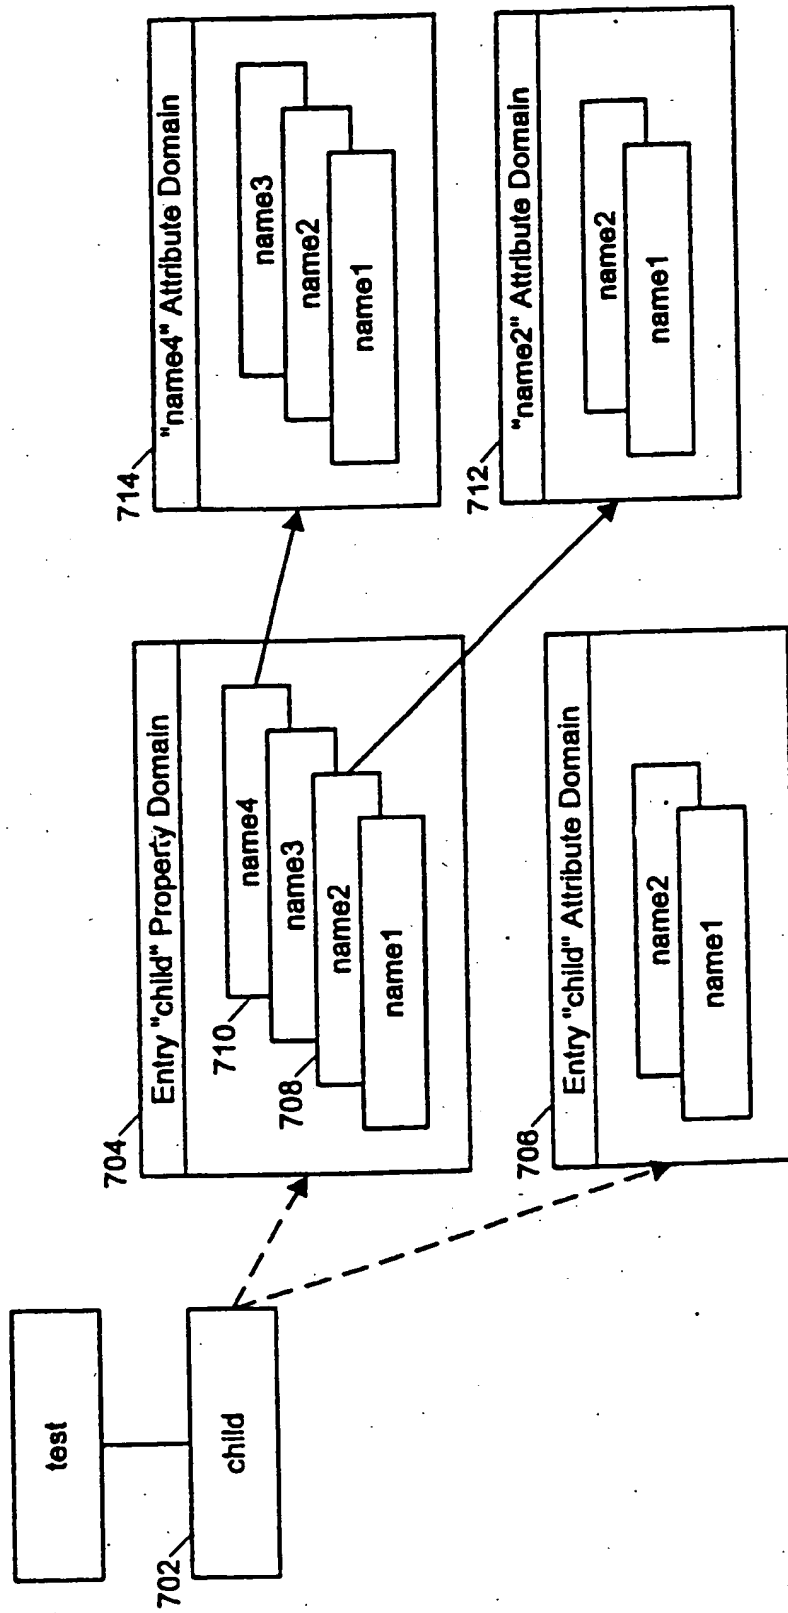 test
702
child
704
Entry "child" Property Domain
710
name4
name3
708
name2
name1
706
Entry "child" Attribute Domain
name2
name1
714
"name4" Attribute Domain
name3
name2
name1
712
"name2" Attribute Domain
name2
name1